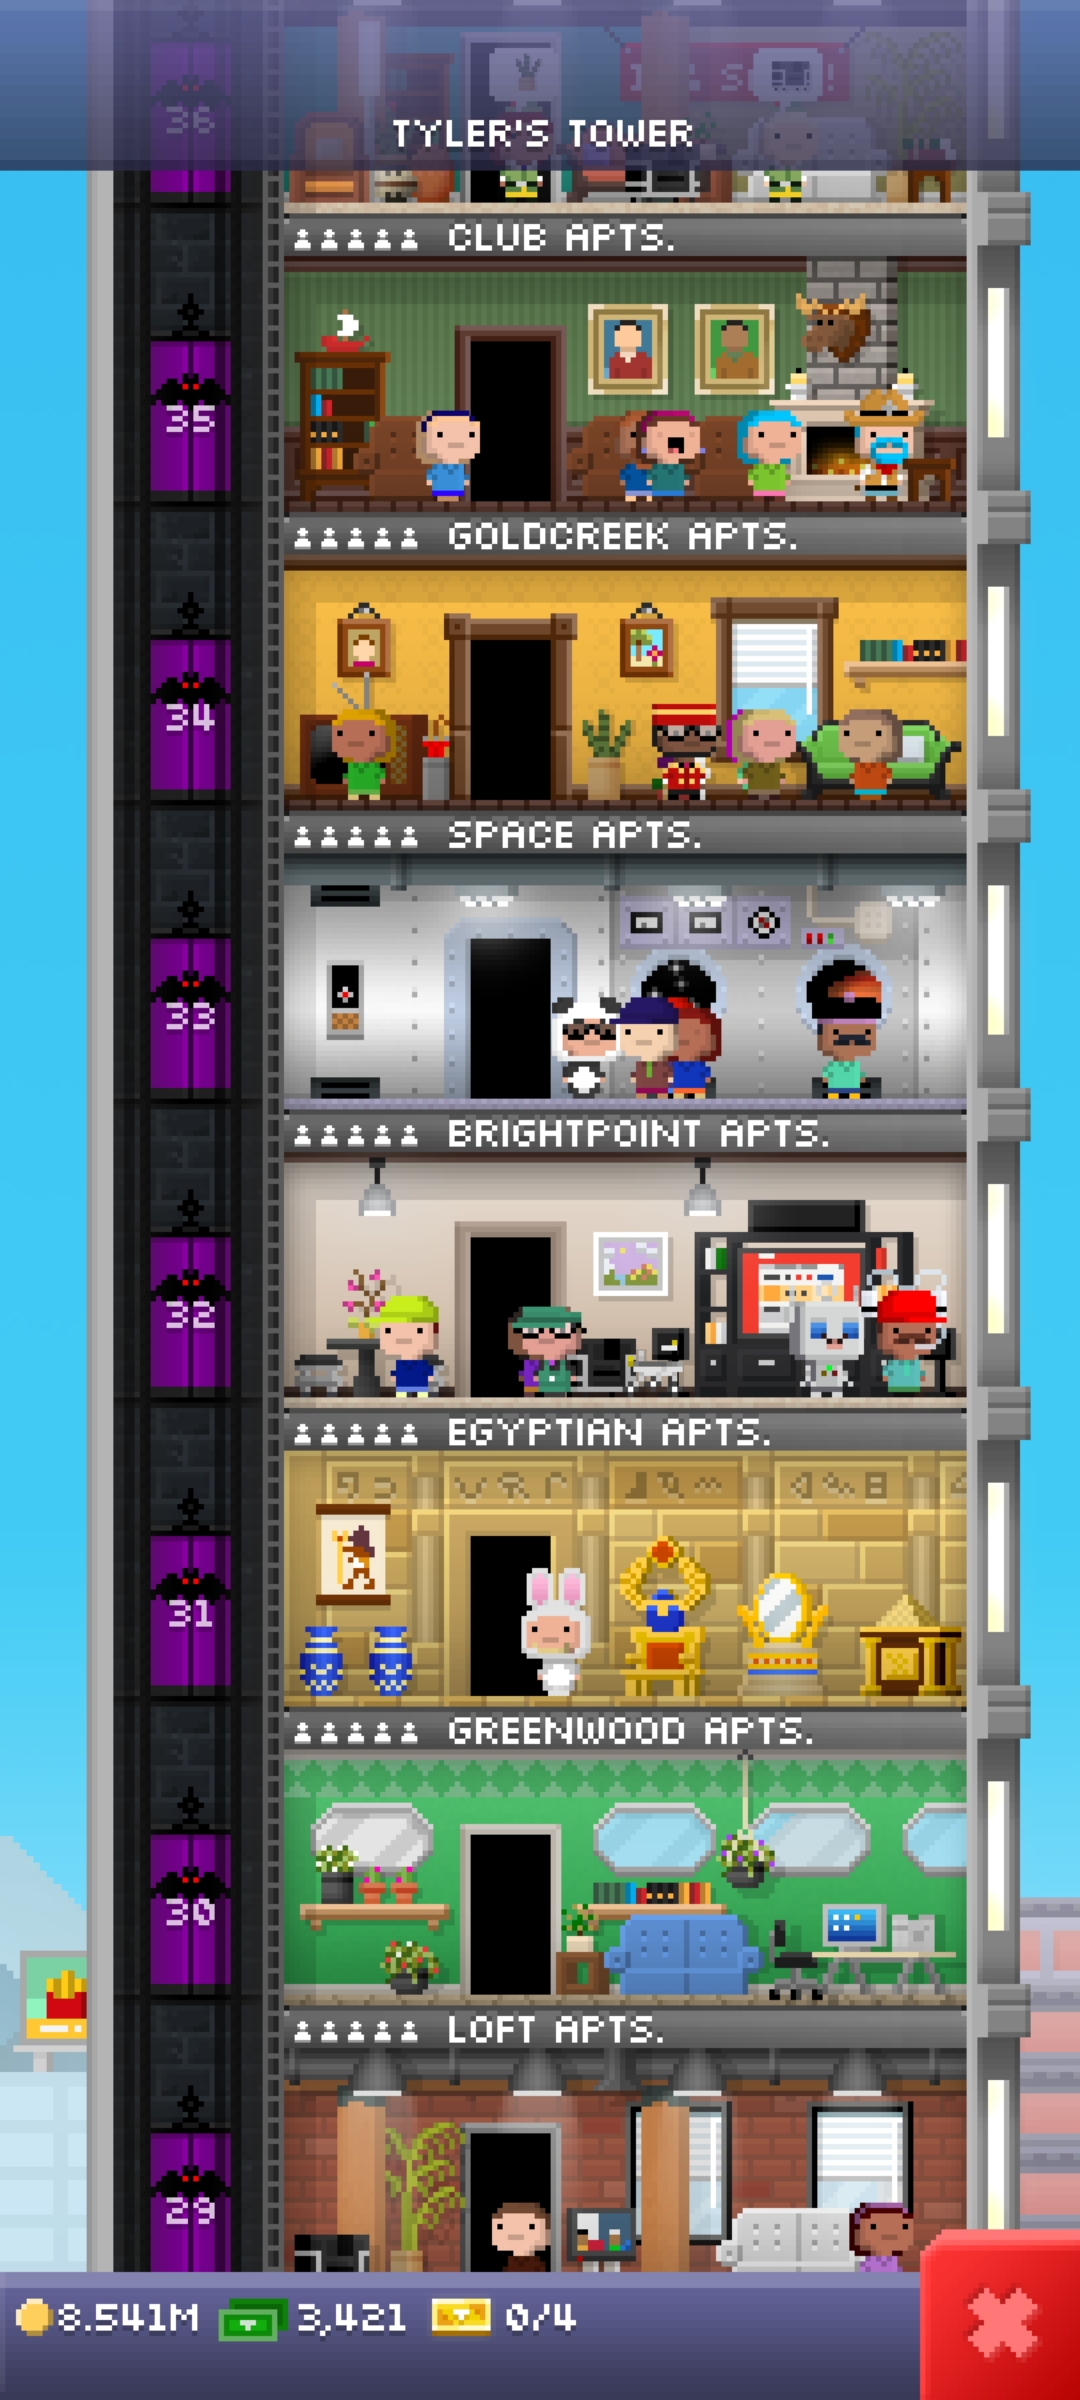 36
TYLER'S TOWER
CLUB APTS.
35
GOLDCREEK APTS.
34
SPACE APTS.
33
BRIGHTPOINT APTS.
32
EGYPTIAN APTS.
31
GREENWOOD APTS.
30
LOFT APTS.
29
8.541M 3,421 0/4